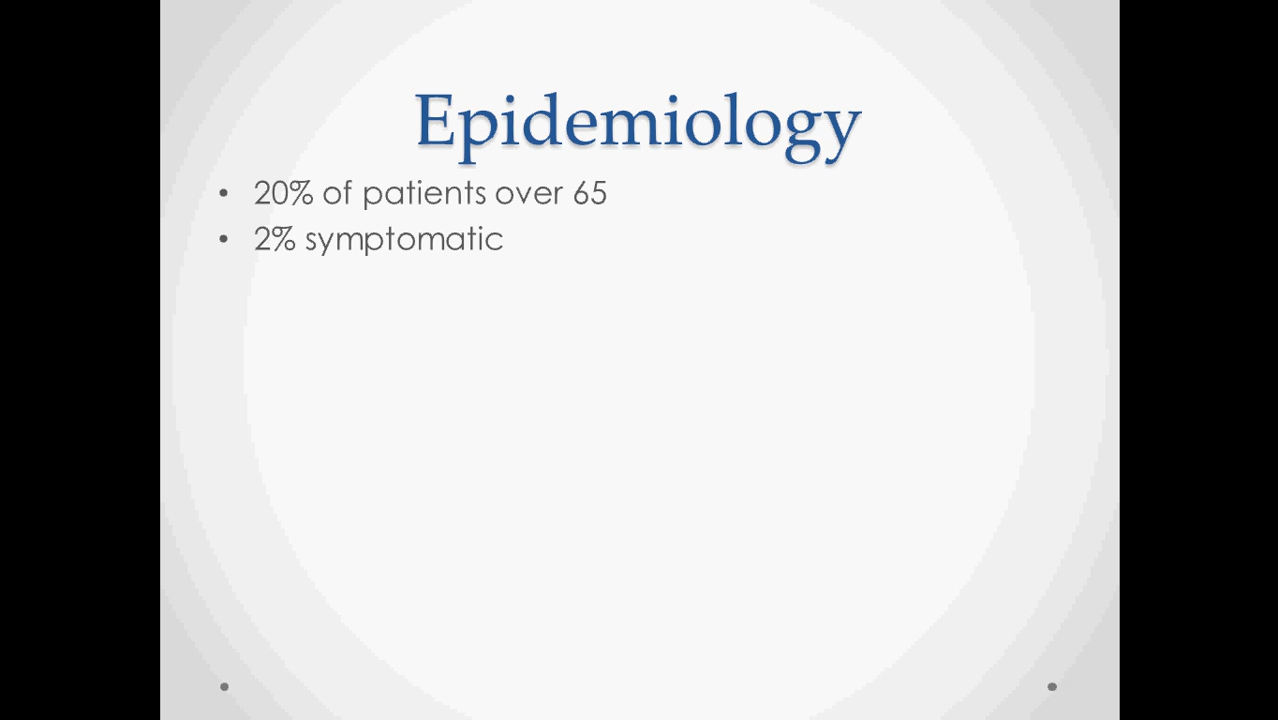 Epidemiology
• 20% of patients over 65
• 2% symptomatic